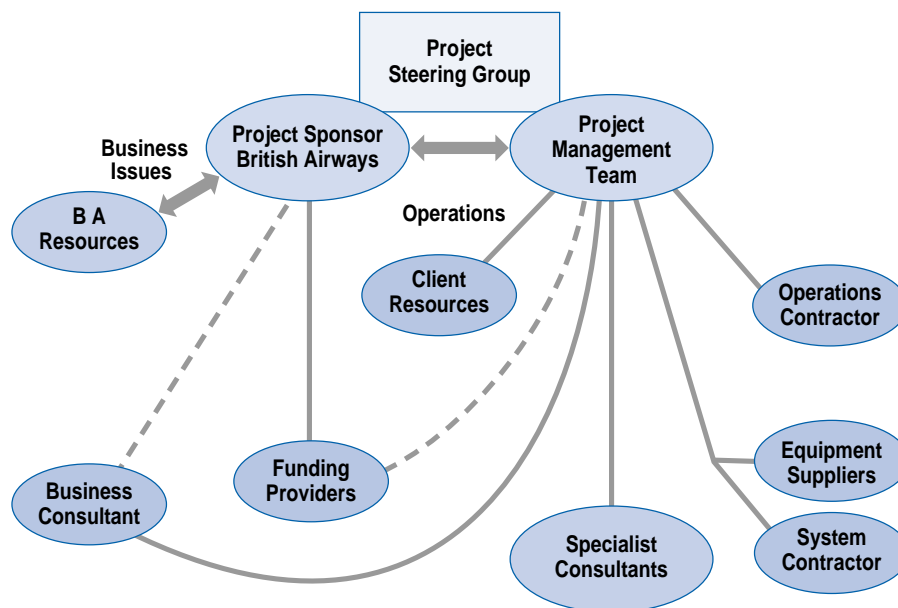 Project
Steering Group
Project Sponsor
British Airways
Project
Management
Team
Business
Issues
B A
Resources
Operations
Client
Resources
Operations
Contractor
Business
Consultant
Funding
Providers
Equipment
Suppliers
Specialist
Consultants
System
Contractor